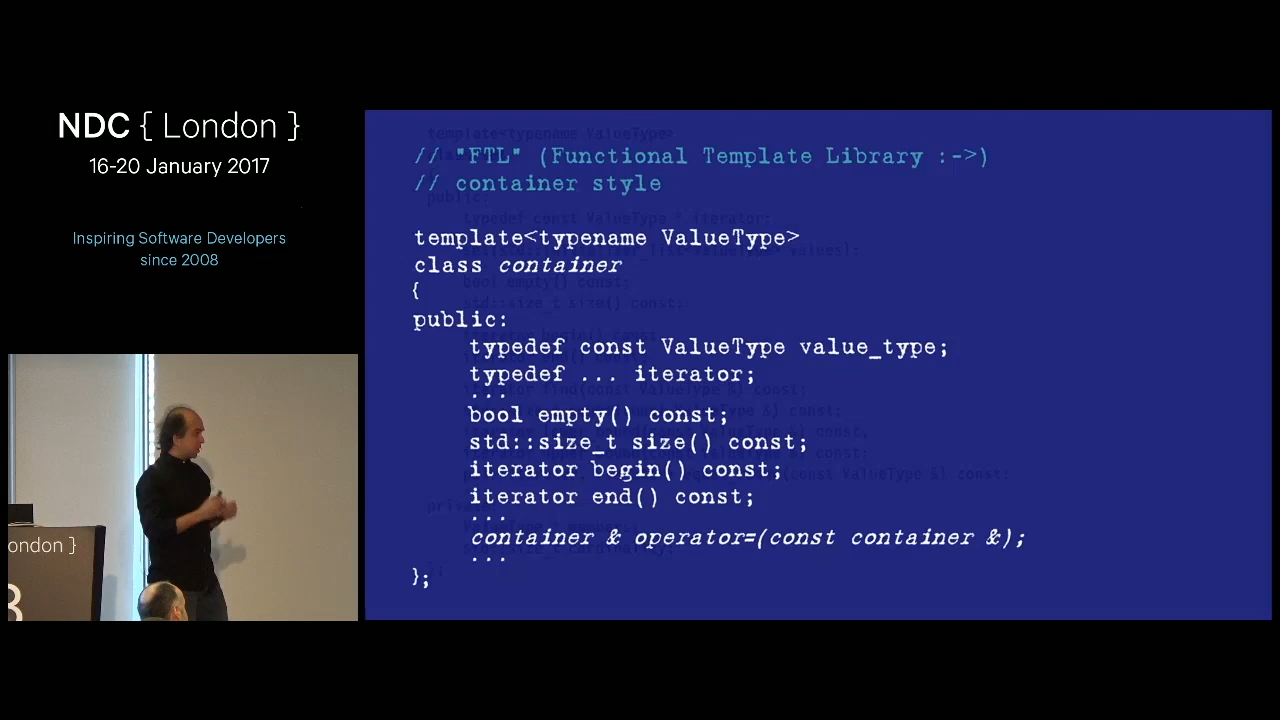 NDC { London }
16-20 January 2017
Inspiring Software Developers
since 2008
ondon }
3
// "FTL" (Functional Template Library :->)
// container style
template<typename ValueType>
class container
{
public:
typedef const ValueType value_type;
typedef ... iterator;
...
bool empty() const;
std::size_t size() const;
iterator begin() const;
iterator end() const;
...
container & operator=(const container &);
...
};